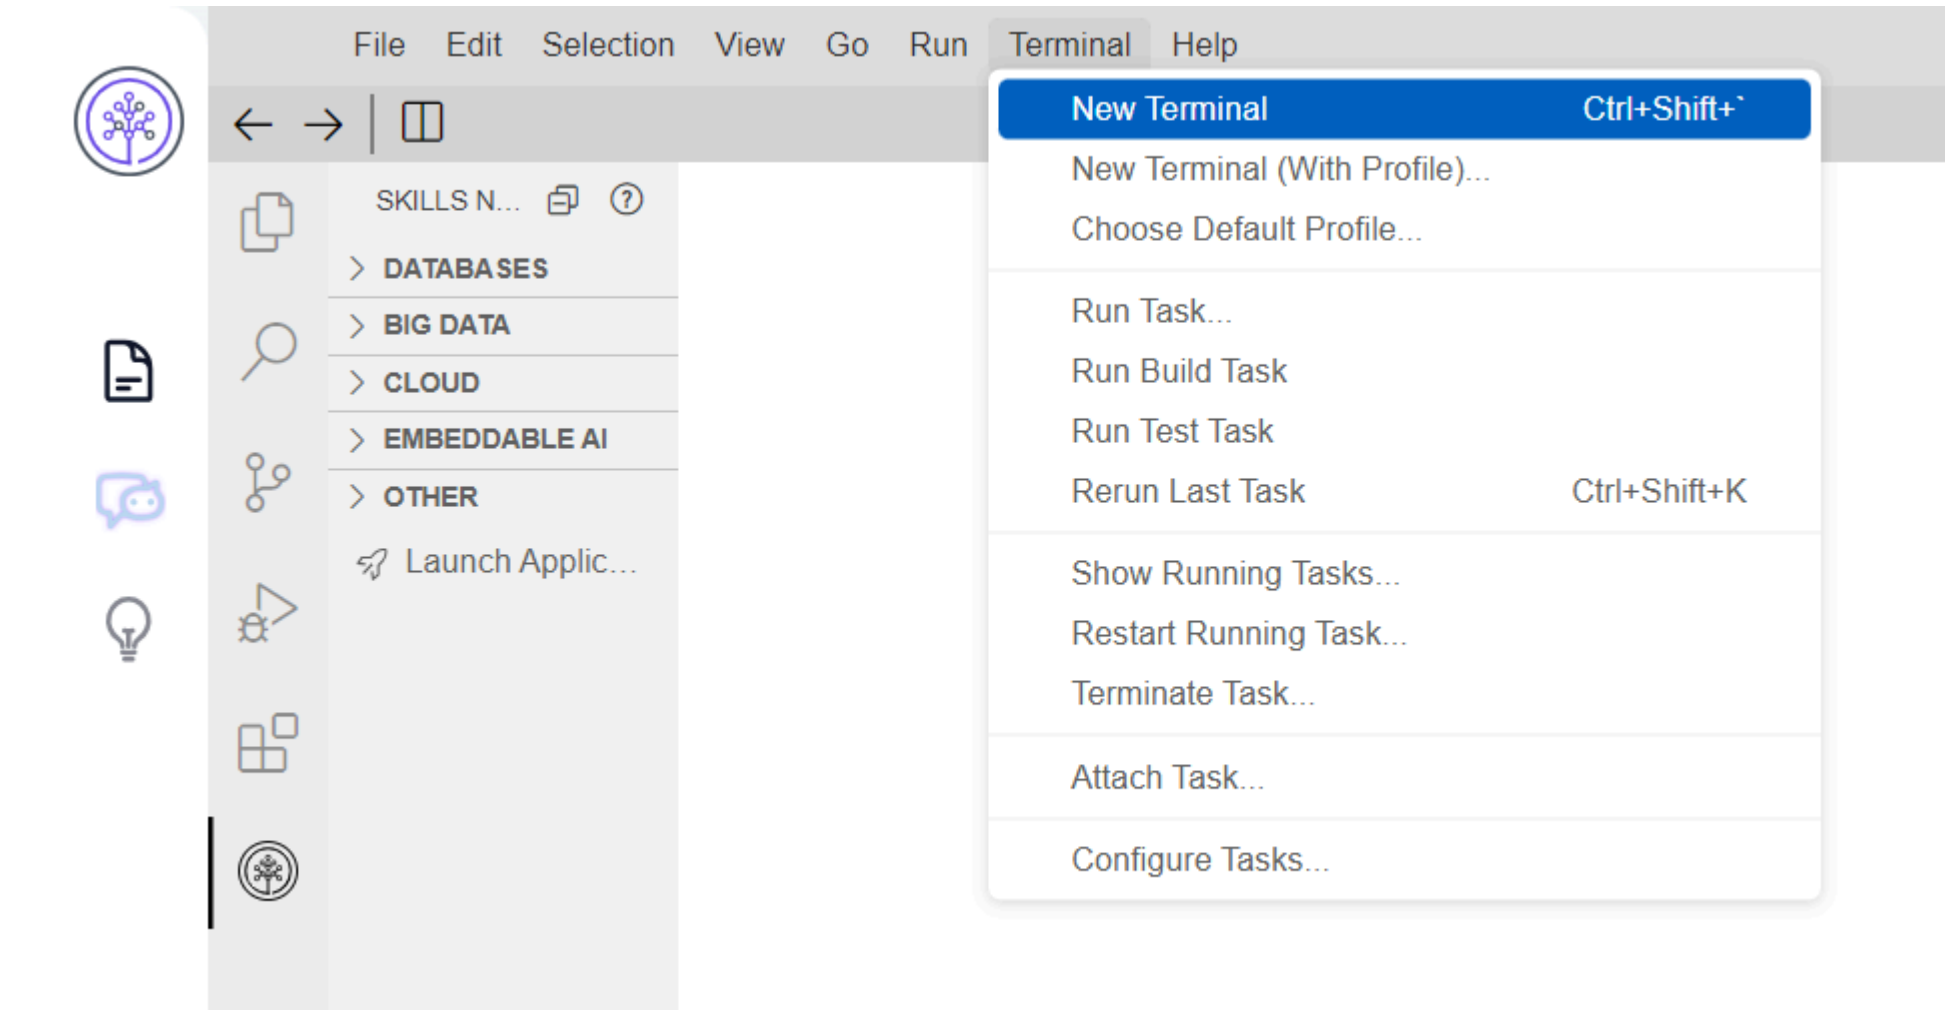 File Edit Selection View Go Run Terminal Help
New Terminal Ctrl+Shift+`
New Terminal (With Profile)...
Choose Default Profile...
Run Task...
Run Build Task
Run Test Task
Rerun Last Task Ctrl+Shift+K
Show Running Tasks...
Restart Running Task...
Terminate Task...
Attach Task...
Configure Tasks...
SKILLS N...
DATABASES
BIG DATA
CLOUD
EMBEDDABLE AI
OTHER
Launch Applic...